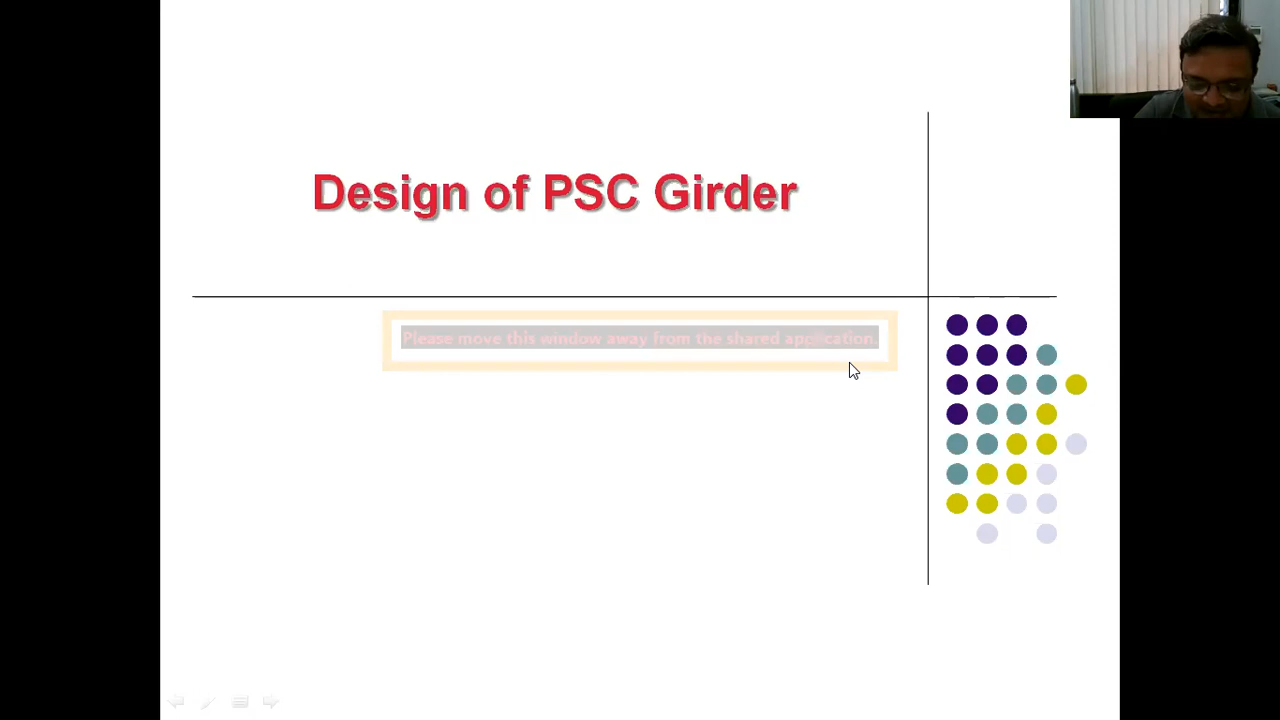 Design of PSC Girder
Please move this window away from the shared application.